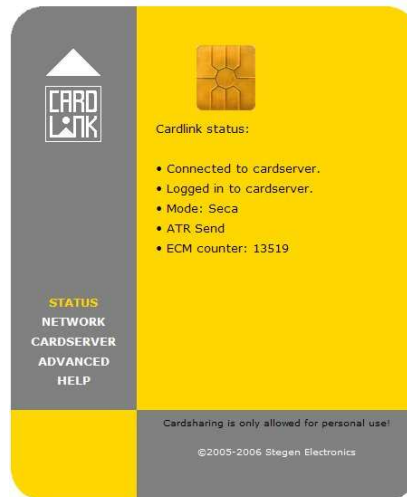 CARD
LINK
Cardlink status:
• Connected to cardserver.
• Logged in to cardserver.
• Mode: Seca
• ATR Send
• ECM counter: 13519
STATUS
NETWORK
CARDSERVER
ADVANCED
HELP
Cardsharing is only allowed for personal use!
©2005-2006 Stegen Electronics